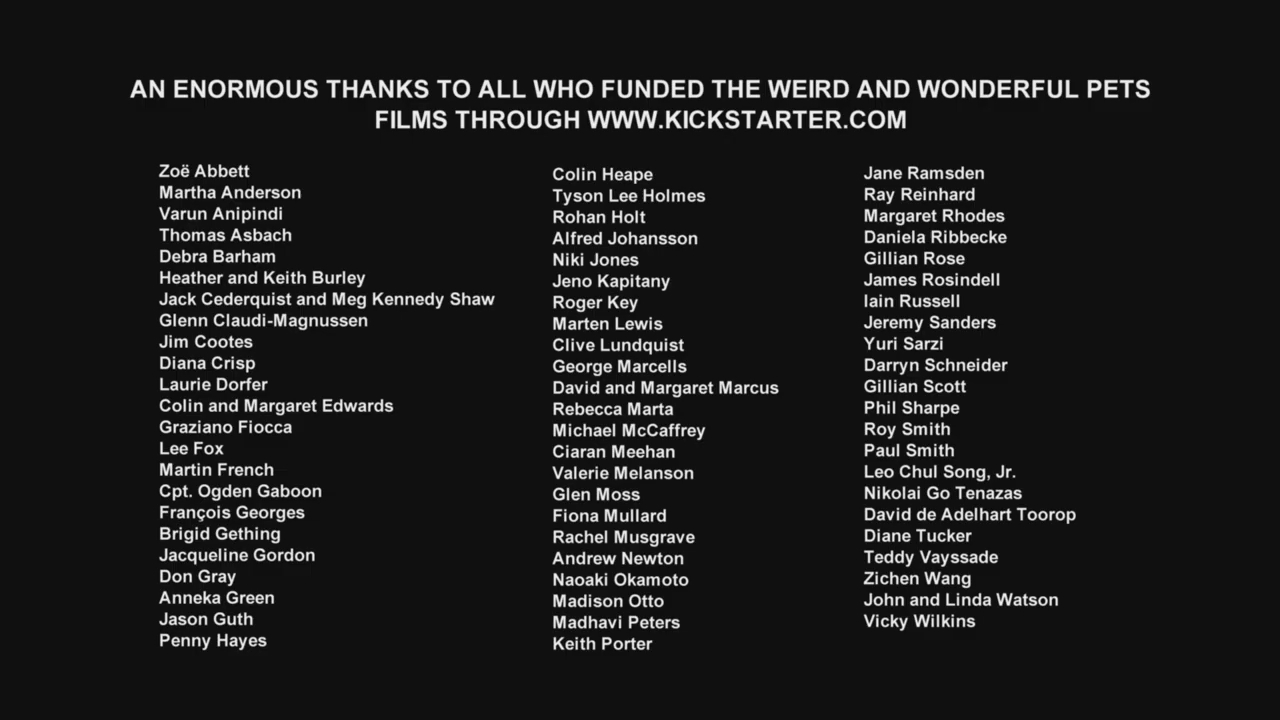 AN ENORMOUS THANKS TO ALL WHO FUNDED THE WEIRD AND WONDERFUL PETS
FILMS THROUGH WWW.KICKSTARTER.COM
Zoë Abbett
Martha Anderson
Varun Anipindi
Thomas Asbach
Debra Barham
Heather and Keith Burley
Jack Cederquist and Meg Kennedy Shaw
Glenn Claudi-Magnussen
Jim Cootes
Diana Crisp
Laurie Dorfer
Colin and Margaret Edwards
Graziano Fiocca
Lee Fox
Martin French
Cpt. Ogden Gaboon
François Georges
Brigid Gething
Jacqueline Gordon
Don Gray
Anneka Green
Jason Guth
Penny Hayes
Colin Heape
Tyson Lee Holmes
Rohan Holt
Alfred Johansson
Niki Jones
Jeno Kapitany
Roger Key
Marten Lewis
Clive Lundquist
George Marcells
David and Margaret Marcus
Rebecca Marta
Michael McCaffrey
Ciaran Meehan
Valerie Melanson
Glen Moss
Fiona Mullard
Rachel Musgrave
Andrew Newton
Naoaki Okamoto
Madison Otto
Madhavi Peters
Keith Porter
Jane Ramsden
Ray Reinhard
Margaret Rhodes
Daniela Ribbecke
Gillian Rose
James Rosindell
Iain Russell
Jeremy Sanders
Yuri Sarzi
Darryn Schneider
Gillian Scott
Phil Sharpe
Roy Smith
Paul Smith
Leo Chul Song, Jr.
Nikolai Go Tenazas
David de Adelhart Toorop
Diane Tucker
Teddy Vayssade
Zichen Wang
John and Linda Watson
Vicky Wilkins